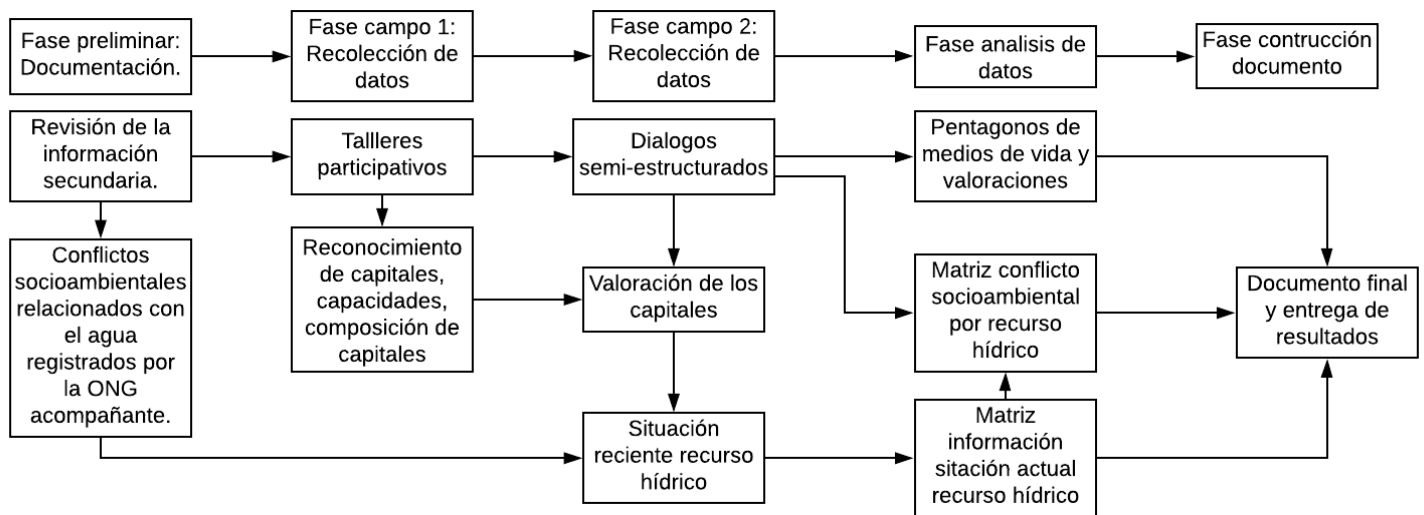 Fase preliminar:
Documentación.
Fase campo 1:
Recolección de
datos
Fase campo 2:
Recolección de
datos
Fase analisis de
datos
Fase contrucción
documento
Revisión de la
información
secundaria.
Tallleres
participativos
Dialogos
semi-estructurados
Pentagonos de
medios de vida y
valoraciones
Conflictos
socioambientales
relacionados con
el agua
registrados por
la ONG
acompañante.
Reconocimiento
de capitales,
capacidades,
composición de
capitales
Valoración de los
capitales
Matriz conflicto
socioambiental
por recurso
hídrico
Documento final
y entrega de
resultados
Situación
reciente recurso
hídrico
Matriz
información
sitación actual
recurso hídrico